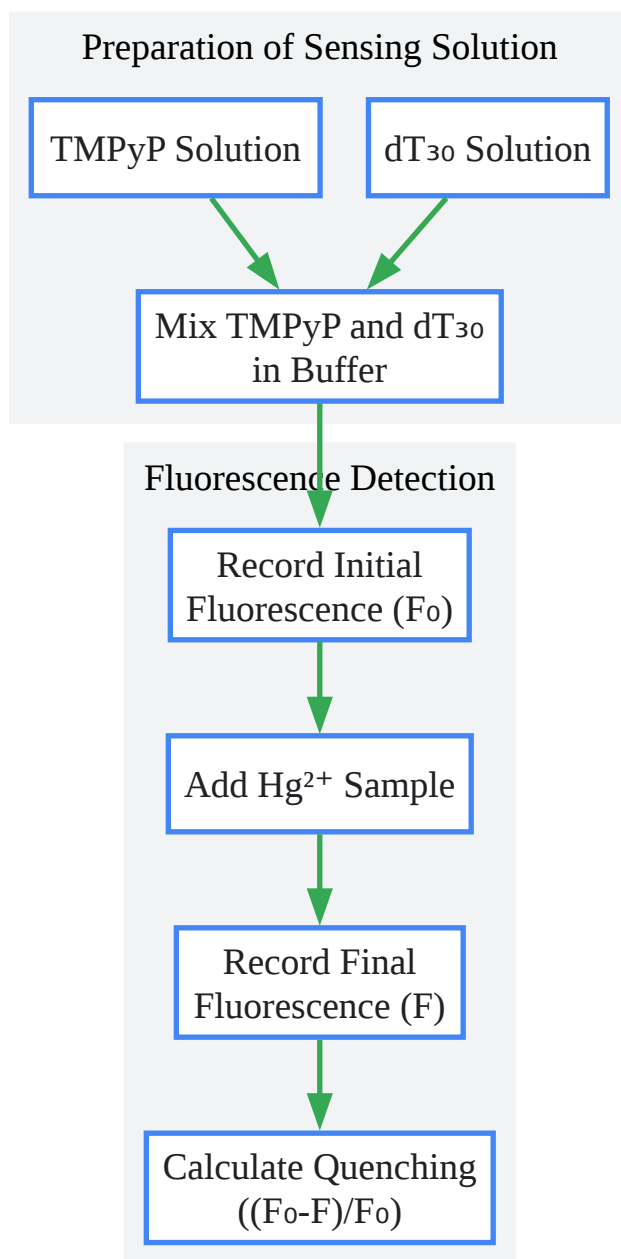 Preparation of Sensing Solution
TMPyP Solution
dT₃₀ Solution
Mix TMPyP and dT₃₀
in Buffer
Fluorescence Detection
Record Initial
Fluorescence (F₀)
Add Hg²⁺ Sample
Record Final
Fluorescence (F)
Calculate Quenching
((F₀-F)/F₀)